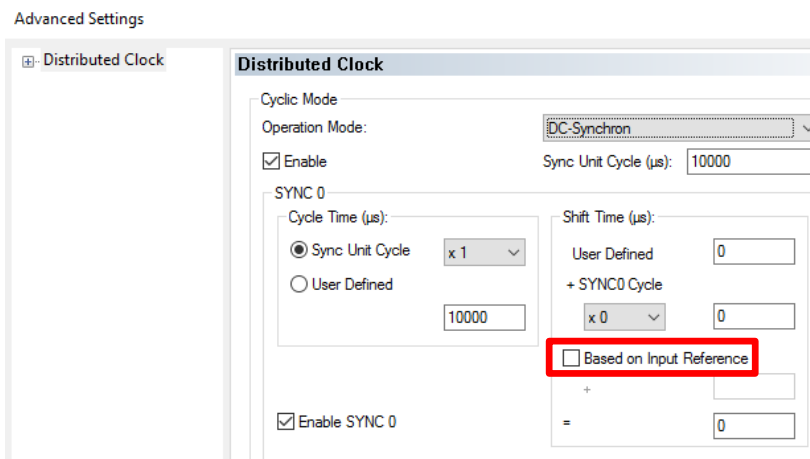 Advanced Settings
Distributed Clock
Distributed Clock
Cyclic Mode
Operation Mode:
DC-Synchron
Enable
Sync Unit Cycle (µs):
10000
SYNC 0
Cycle Time (µs):
Sync Unit Cycle
x 1
User Defined
10000
Shift Time (µs):
User Defined
0
+ SYNC0 Cycle
x 0
0
Based on Input Reference
+
Enable SYNC 0
=
0